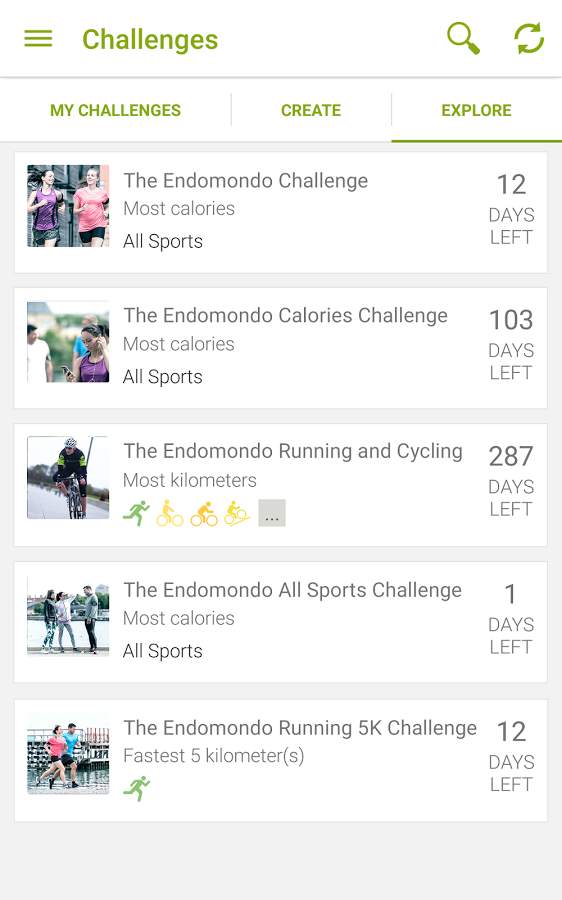 Challenges
MY CHALLENGES
CREATE
EXPLORE
The Endomondo Challenge
Most calories
All Sports
12
DAYS
LEFT
The Endomondo Calories Challenge
Most calories
All Sports
103
DAYS
LEFT
The Endomondo Running and Cycling
Most kilometers
...
287
DAYS
LEFT
The Endomondo All Sports Challenge
Most calories
All Sports
1
DAYS
LEFT
The Endomondo Running 5K Challenge
Fastest 5 kilometer(s)
12
DAYS
LEFT